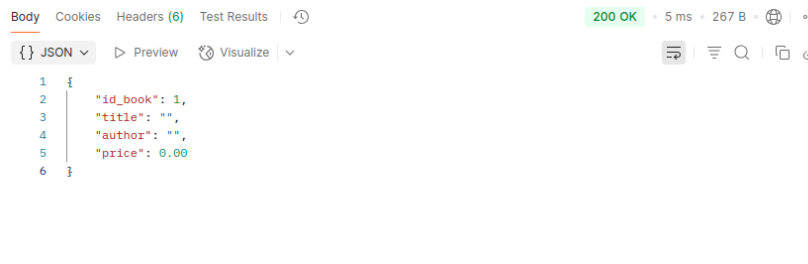 Body Cookies Headers (6) Test Results 200 OK • 5 ms • 267 B •
{} JSON Preview Visualize
1 {
2 "id_book": 1,
3 "title": "",
4 "author": "",
5 "price": 0.00
6 }